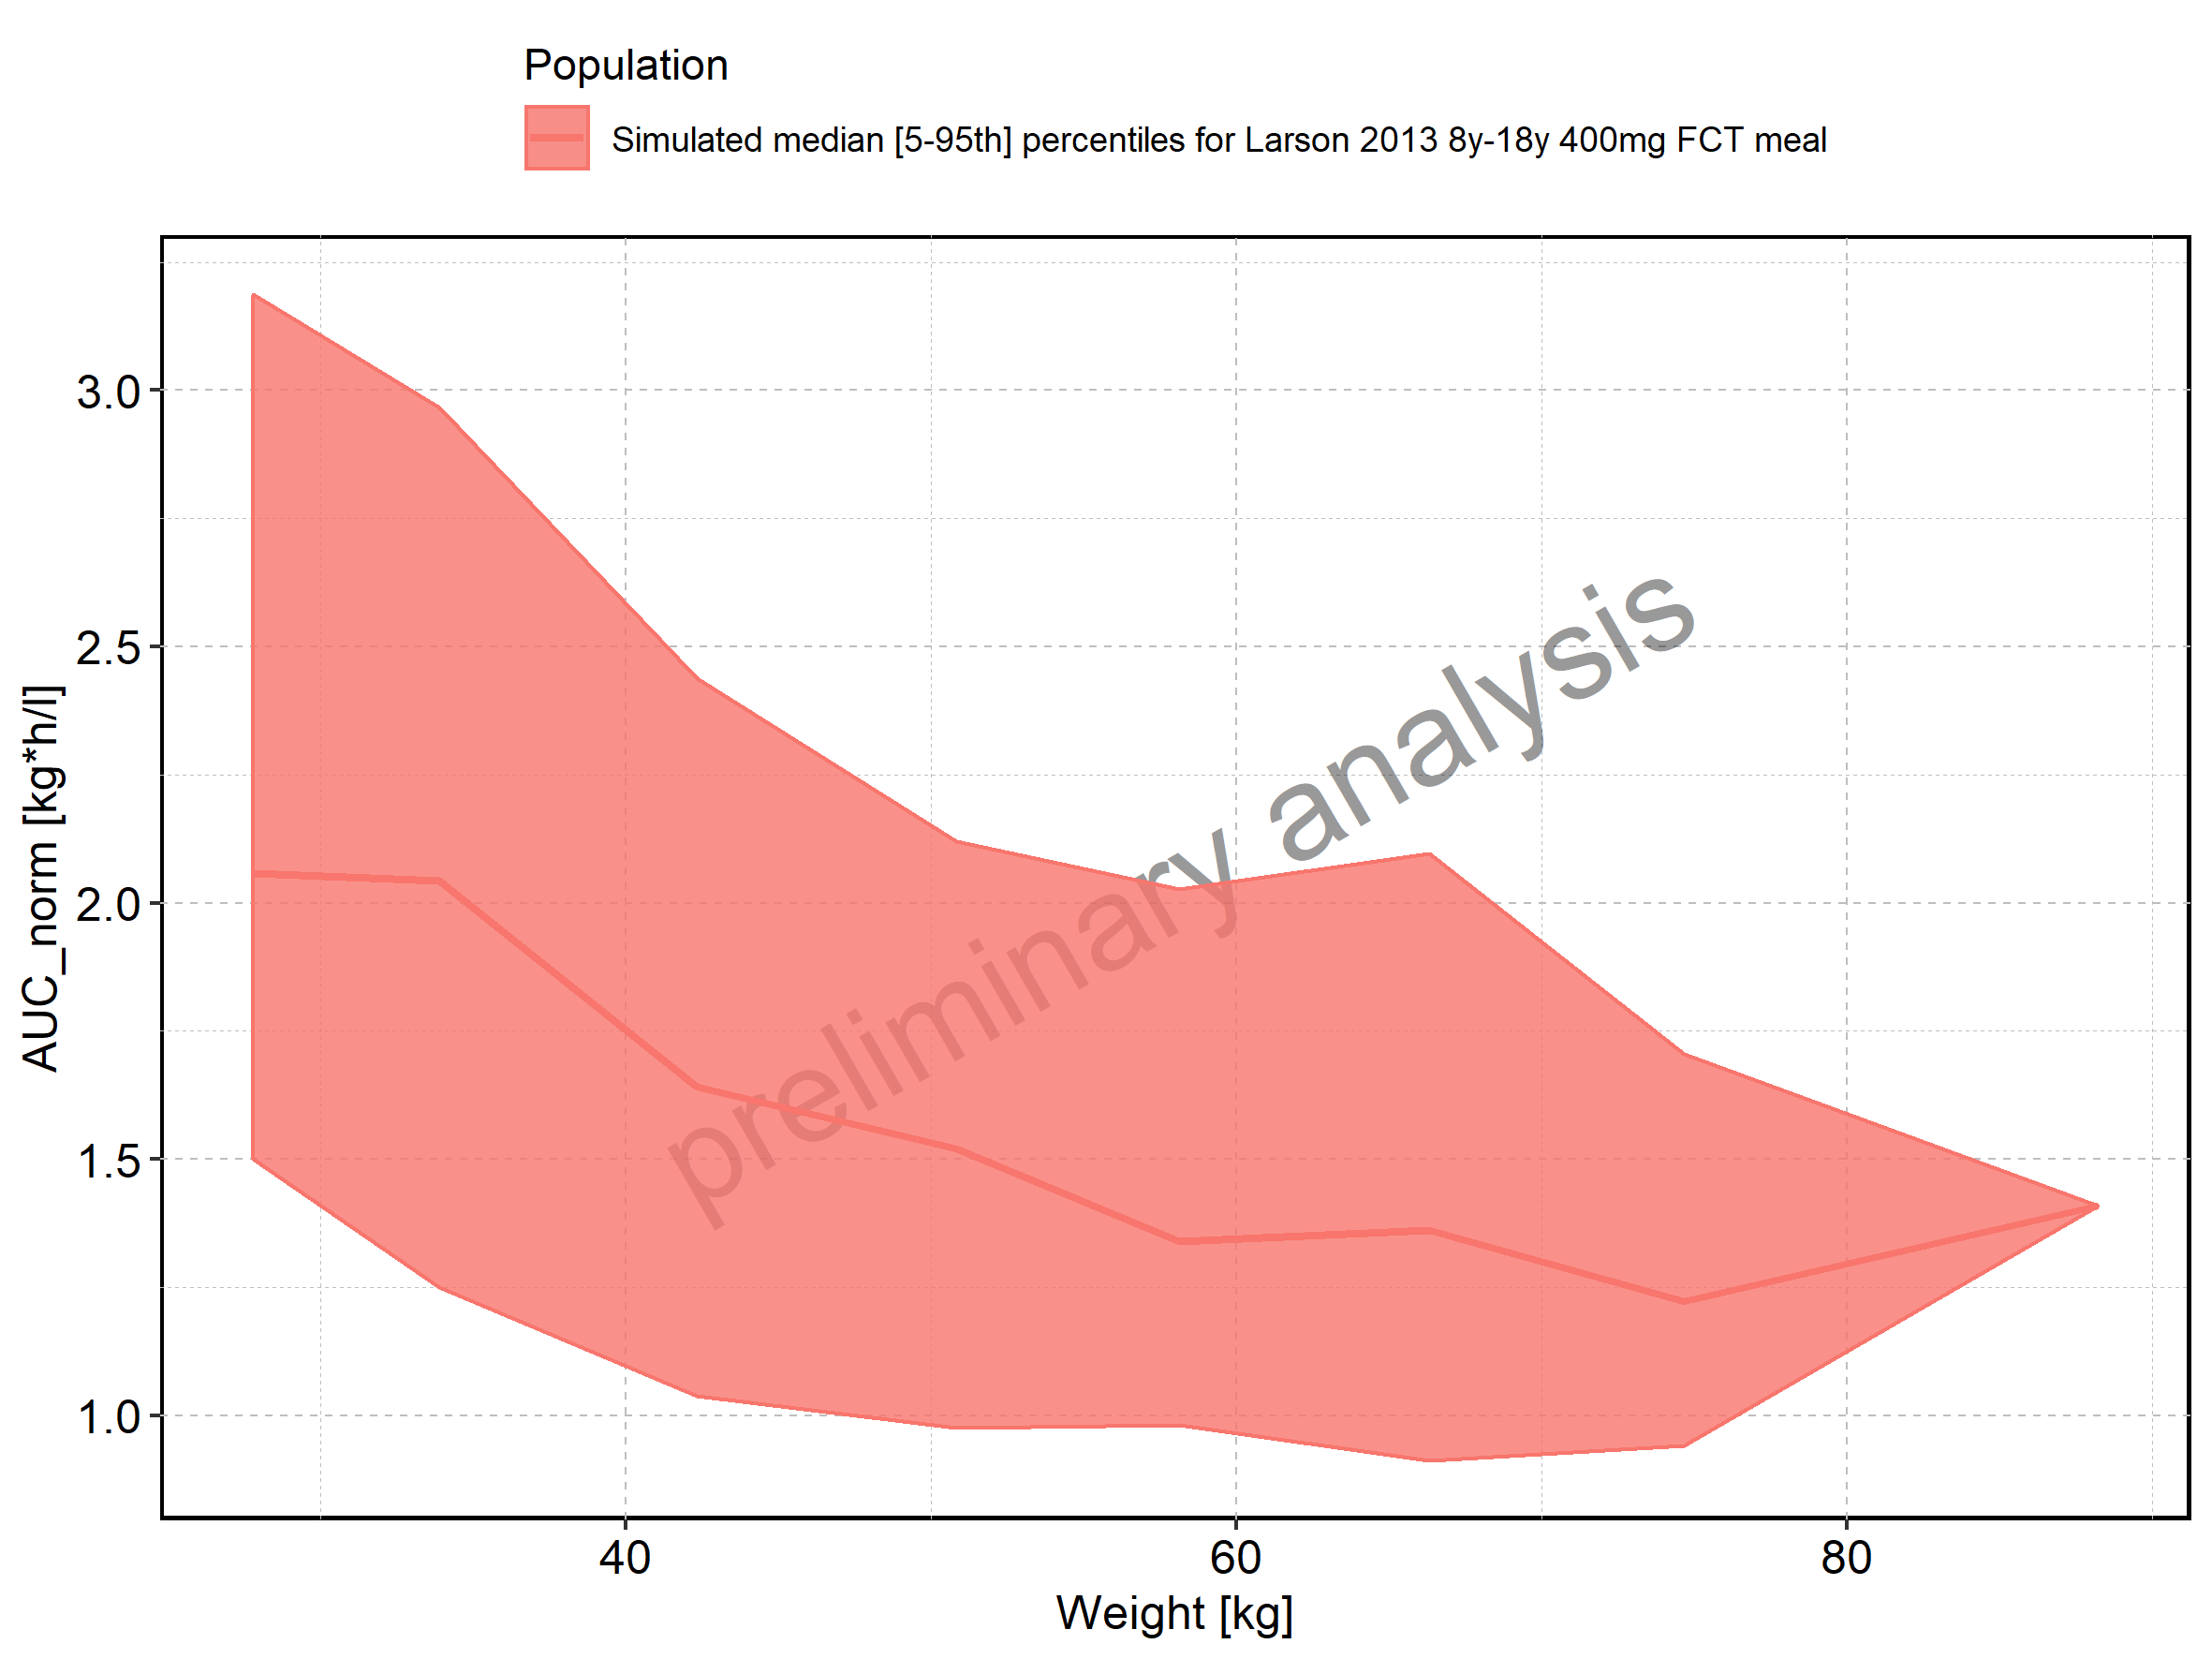 Population
Simulated median [5-95th] percentiles for Larson 2013 8y-18y 400mg FCT meal
AUC_norm [kg*h/l]
3.0
2.5
2.0
1.5
1.0
preliminary analysis
40
60
80
Weight [kg]